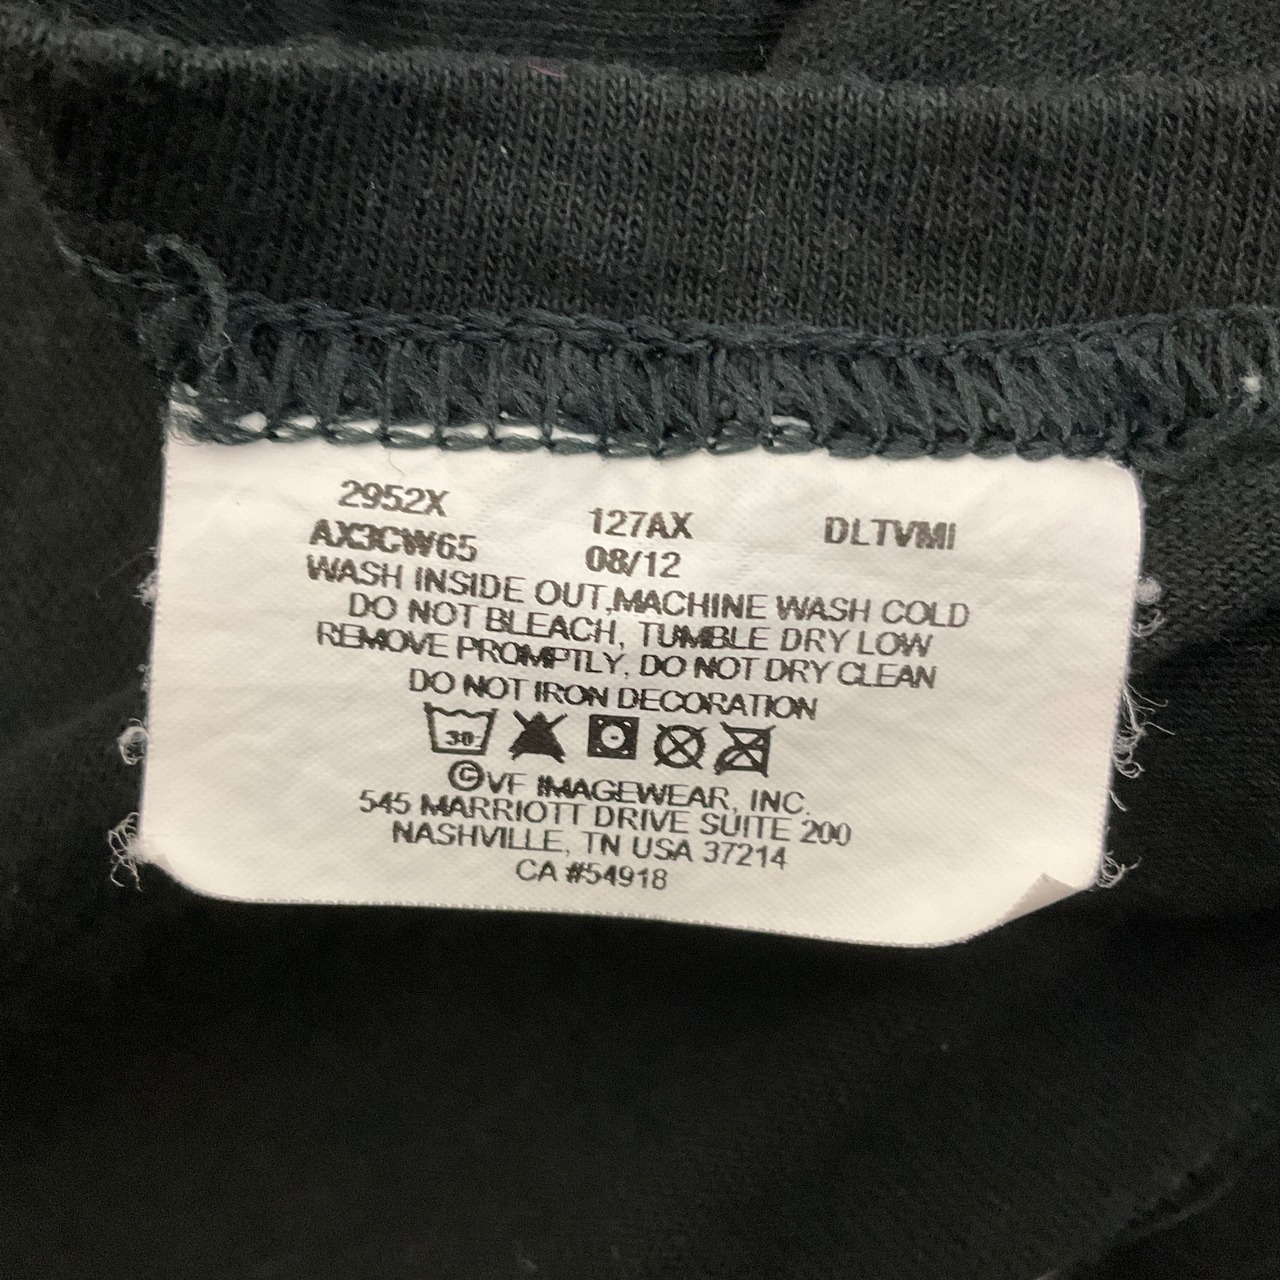 2952X 127AX DLTVMI
AX3CW65 08/12
WASH INSIDE OUT,MACHINE WASH COLD
DO NOT BLEACH, TUMBLE DRY LOW
REMOVE PROMPTLY, DO NOT DRY CLEAN
DO NOT IRON DECORATION
30
©VF IMAGEWEAR, INC.
545 MARRIOTT DRIVE SUITE 200
NASHVILLE, TN USA 37214
CA #54918